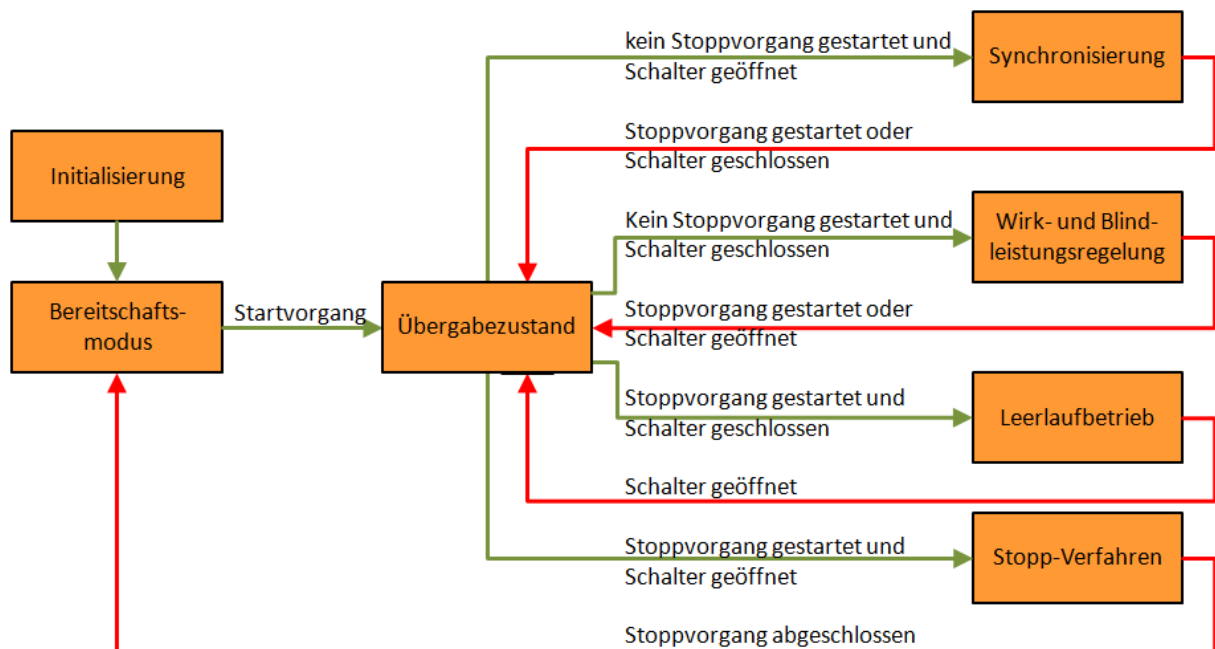 kein Stoppvorgang gestartet und
Schalter geöffnet
Synchronisierung
Stoppvorgang gestartet oder
Schalter geschlossen
Initialisierung
Kein Stoppvorgang gestartet und
Schalter geschlossen
Wirk- und Blind-
leistungsregelung
Bereitschafts-
modus
Startvorgang
Übergabezustand
Stoppvorgang gestartet oder
Schalter geöffnet
Stoppvorgang gestartet und
Schalter geschlossen
Leerlaufbetrieb
Schalter geöffnet
Stoppvorgang gestartet und
Schalter geöffnet
Stopp-Verfahren
Stoppvorgang abgeschlossen